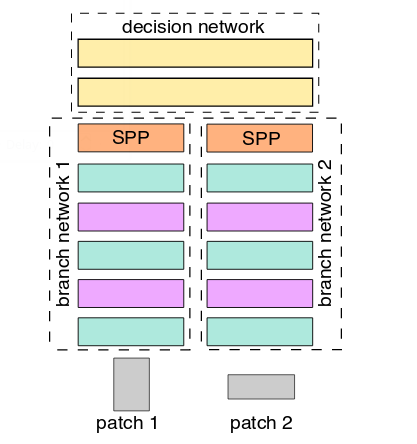 decision network
SPP
SPP
branch network 1
branch network 2
patch 1
patch 2